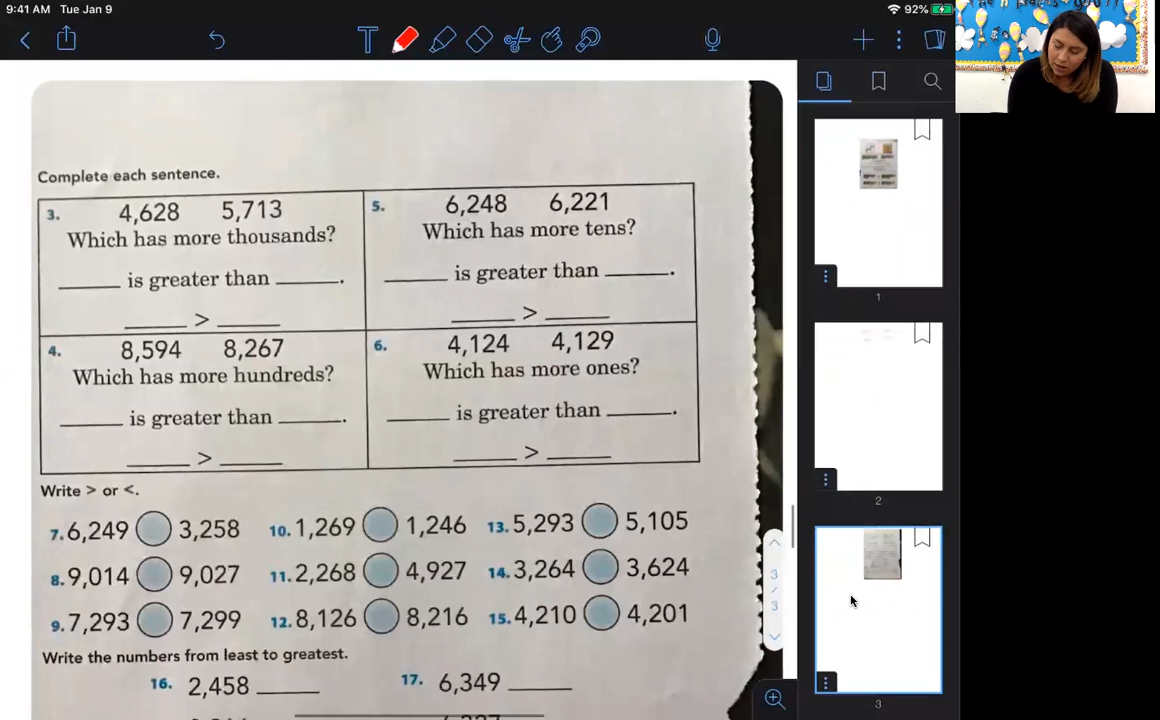 9:41 AM Tue Jan 9
92%
Complete each sentence.
3. 4,628 5,713
Which has more thousands?
_____ is greater than _____.
_____ > _____
5. 6,248 6,221
Which has more tens?
_____ is greater than _____.
_____ > _____
4. 8,594 8,267
Which has more hundreds?
_____ is greater than _____.
_____ > _____
6. 4,124 4,129
Which has more ones?
_____ is greater than _____.
_____ > _____
Write > or <.
7. 6,249 3,258
10. 1,269 1,246
13. 5,293 5,105
8. 9,014 9,027
11. 2,268 4,927
14. 3,264 3,624
9. 7,293 7,299
12. 8,126 8,216
15. 4,210 4,201
Write the numbers from least to greatest.
16. 2,458 _____
17. 6,349 _____
3
/
3
1
2
3